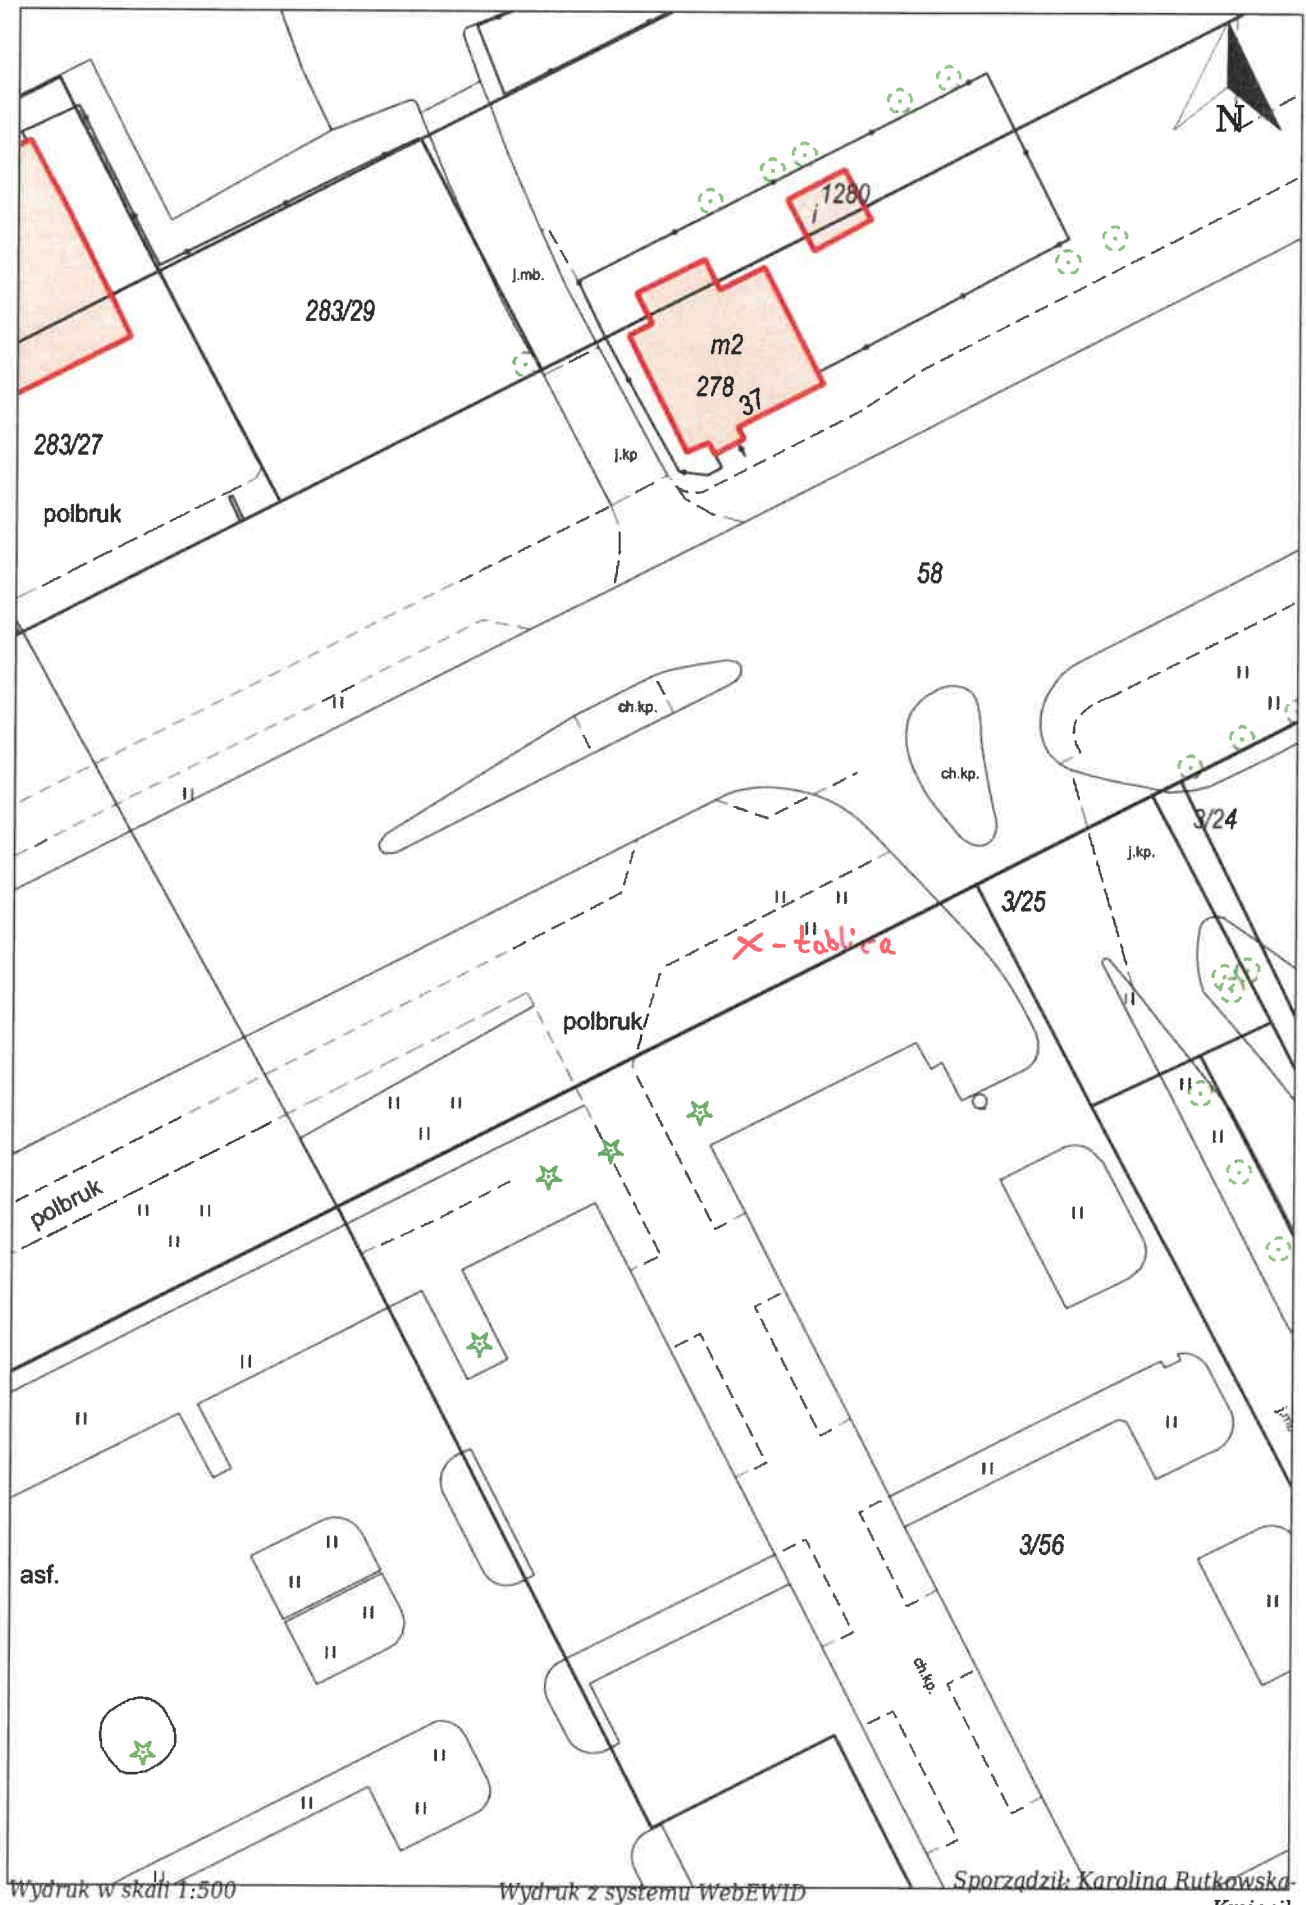 N
1280
i
j.mb.
283/29
m2
278
37
283/27
j.kp
polbruk
58
ch.kp.
ch.kp.
3/24
j.kp.
3/25
x - tablica
polbruk
polbruk
3/56
asf.
ch.kp.
Wydruk w skali 1:500
Wydruk z systemu WebEWID
Sporządził: Karolina Rutkowska-